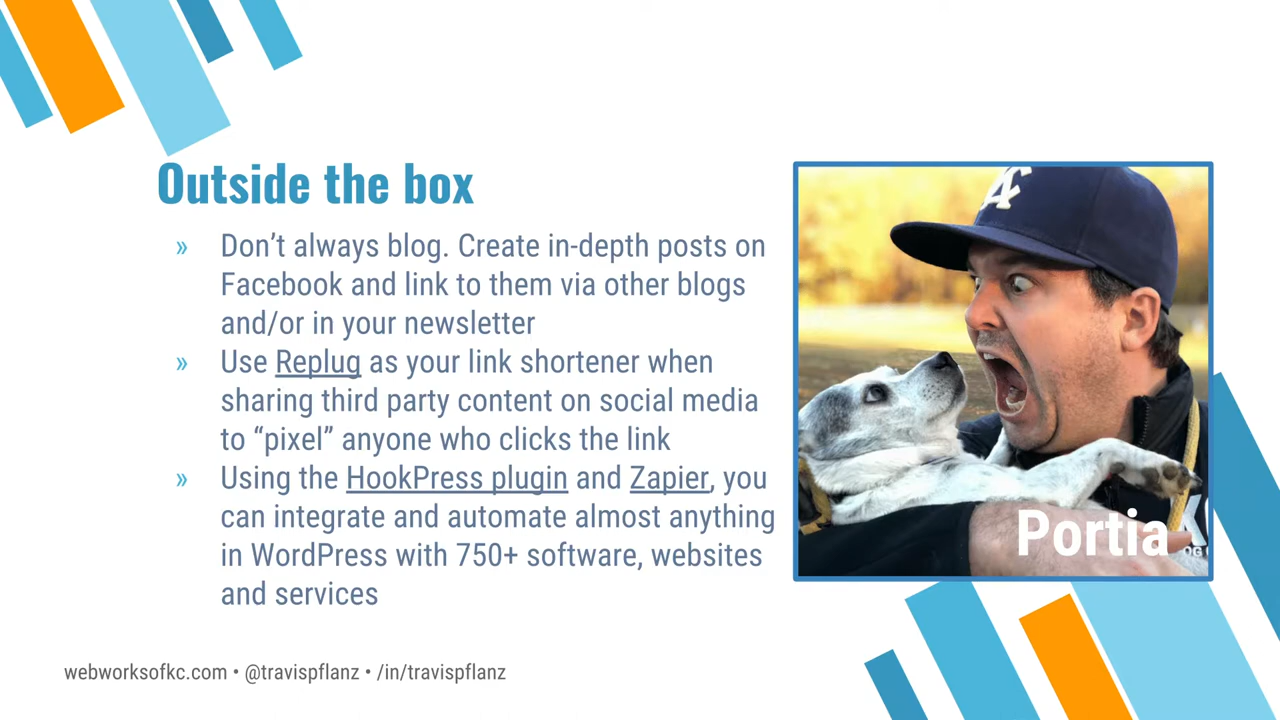 Outside the box
» Don’t always blog. Create in-depth posts on
Facebook and link to them via other blogs
and/or in your newsletter
» Use Replug as your link shortener when
sharing third party content on social media
to “pixel” anyone who clicks the link
» Using the HookPress plugin and Zapier, you
can integrate and automate almost anything
in WordPress with 750+ software, websites
and services
Portia
webworksofkc.com • @travispflanz • /in/travispflanz